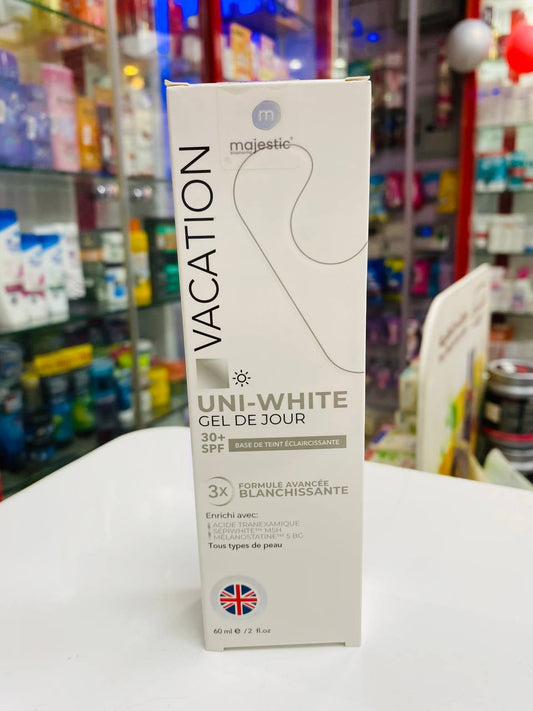 m
majestic
VACATION
UNI-WHITE
GEL DE JOUR
30+
SPF
BASE DE TEINT ÉCLAIRCISSANTE
3X
FORMULE AVANCÉE
BLANCHISSANTE
Enrichi avec:
ACIDE TRANEXAMIQUE
SEPIWHITE™ MSH
MÉLANOSTATINE™ 5 BG
Tous types de peau
60 ml e /2 fl.oz